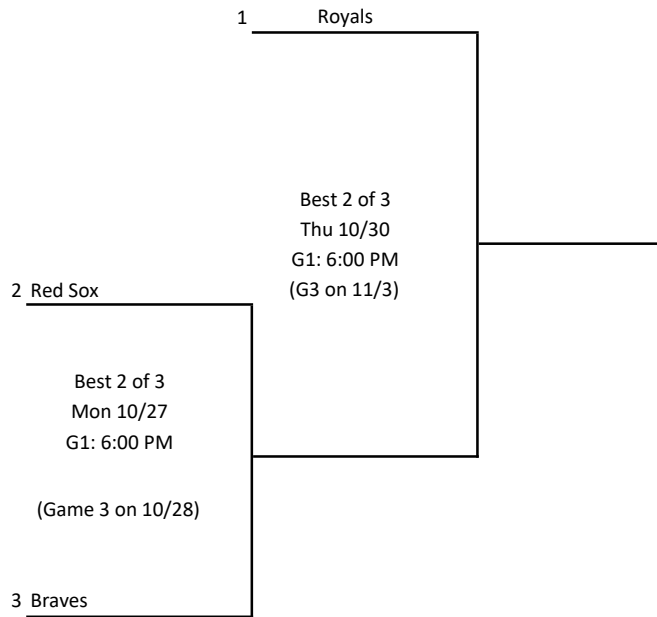 1 Royals
Best 2 of 3
Thu 10/30
G1: 6:00 PM
(G3 on 11/3)
2 Red Sox
Best 2 of 3
Mon 10/27
G1: 6:00 PM
(Game 3 on 10/28)
3 Braves